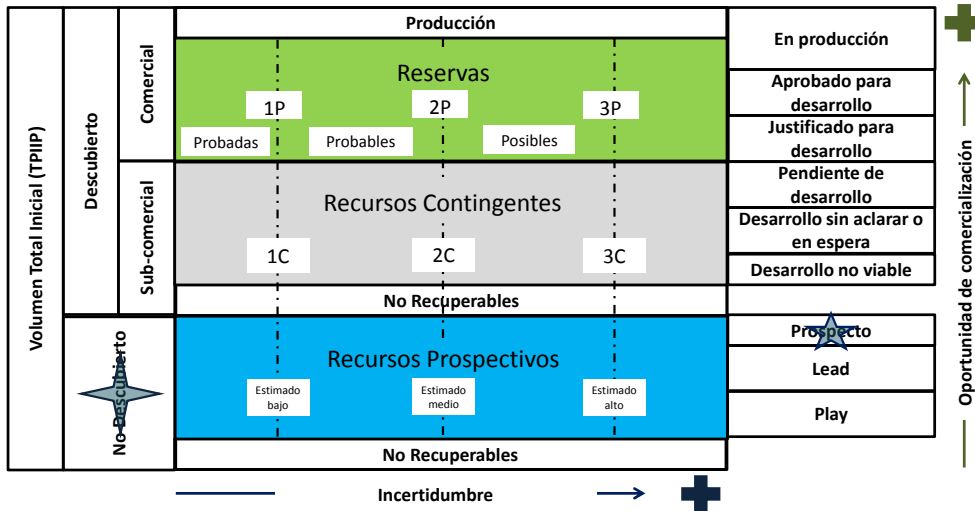 Volumen Total Inicial (TPIIP)
Descubierto
No Descubierto
Comercial
Sub-comercial
Producción
Reservas
1P
2P
3P
Probadas
Probables
Posibles
Recursos Contingentes
1C
2C
3C
No Recuperables
Recursos Prospectivos
Estimado
bajo
Estimado
medio
Estimado
alto
No Recuperables
En producción
Aprobado para
desarrollo
Justificado para
desarrollo
Pendiente de
desarrollo
Desarrollo sin aclarar o
en espera
Desarrollo no viable
Prospecto
Lead
Play
Oportunidad de comercialización
Incertidumbre